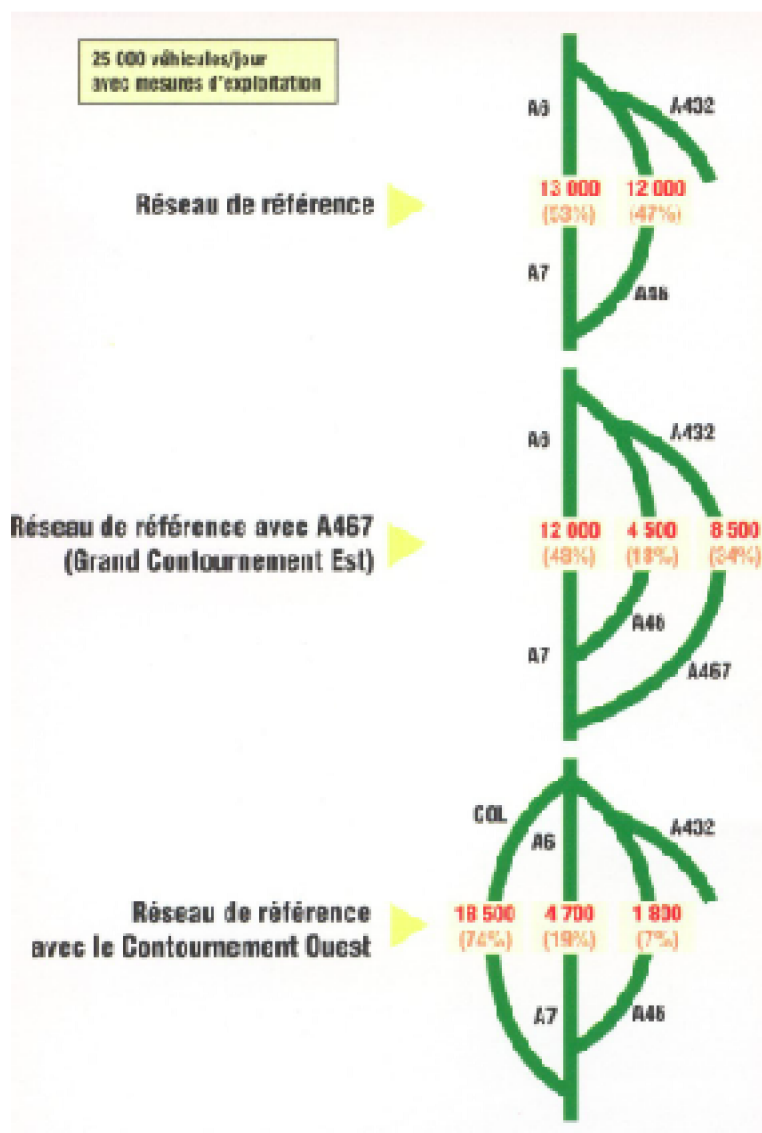 25 000 véhicules/jour
avec mesures d'exploitation
A6
A432
Réseau de référence
13 000
12 000
(53%)
(47%)
A7
A46
A6
A432
Réseau de référence avec A467
(Grand Contournement Est)
12 000
4 500
8 500
(48%)
(18%)
(34%)
A7
A46
A467
COL
A6
A432
Réseau de référence
avec le Contournement Ouest
18 500
4 700
1 800
(74%)
(19%)
(7%)
A7
A46